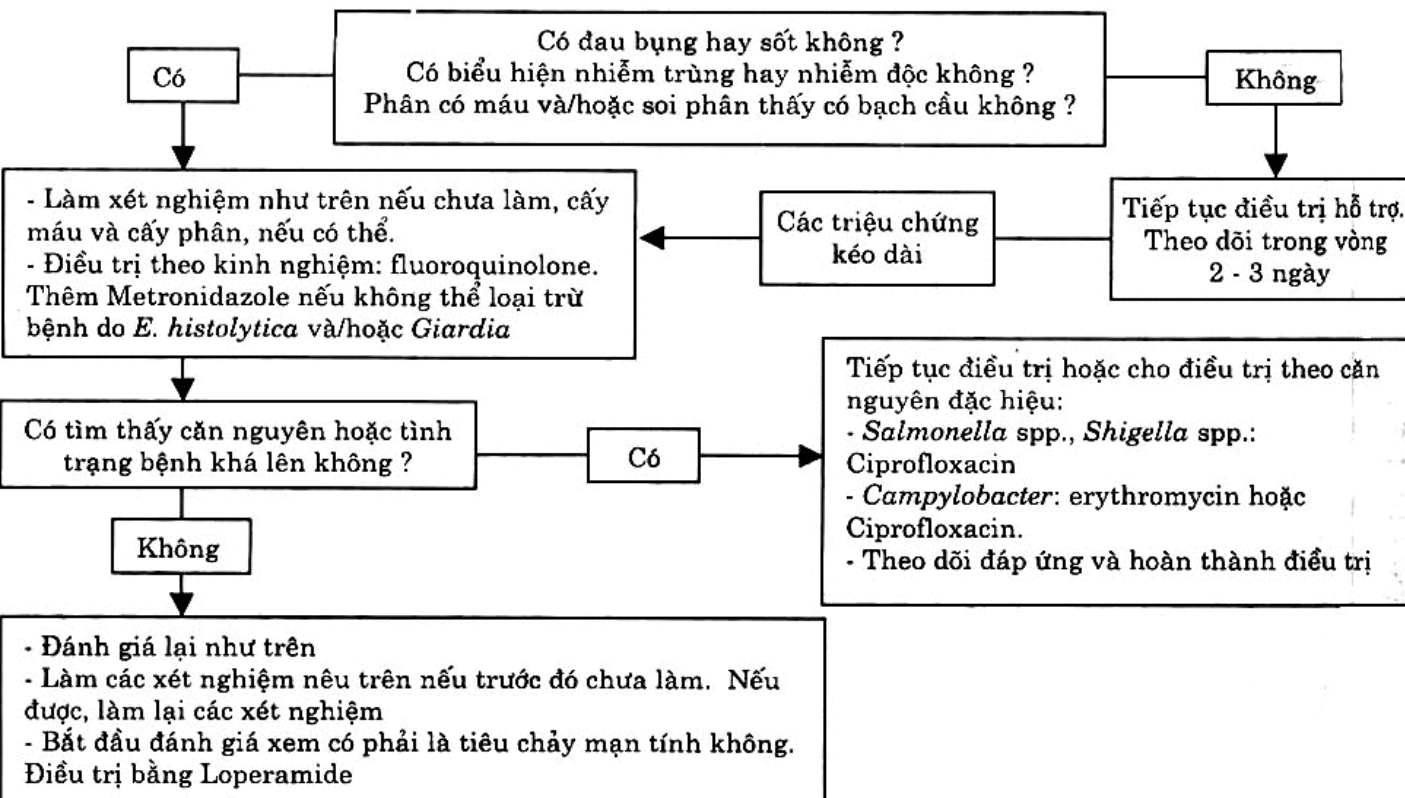 Có đau bụng hay sốt không ?
Có biểu hiện nhiễm trùng hay nhiễm độc không ?
Phân có máu và/hoặc soi phân thấy có bạch cầu không ?
Có
Không
- Làm xét nghiệm như trên nếu chưa làm, cấy
máu và cấy phân, nếu có thể.
- Điều trị theo kinh nghiệm: fluoroquinolone.
Thêm Metronidazole nếu không thể loại trừ
bệnh do E. histolytica và/hoặc Giardia
Các triệu chứng
kéo dài
Tiếp tục điều trị hỗ trợ.
Theo dõi trong vòng
2 - 3 ngày
Có tìm thấy căn nguyên hoặc tình
trạng bệnh khá lên không ?
Có
Tiếp tục điều trị hoặc cho điều trị theo căn
nguyên đặc hiệu:
- Salmonella spp., Shigella spp.:
Ciprofloxacin
- Campylobacter: erythromycin hoặc
Ciprofloxacin.
- Theo dõi đáp ứng và hoàn thành điều trị
Không
- Đánh giá lại như trên
- Làm các xét nghiệm nêu trên nếu trước đó chưa làm. Nếu
được, làm lại các xét nghiệm
- Bắt đầu đánh giá xem có phải là tiêu chảy mạn tính không.
Điều trị bằng Loperamide